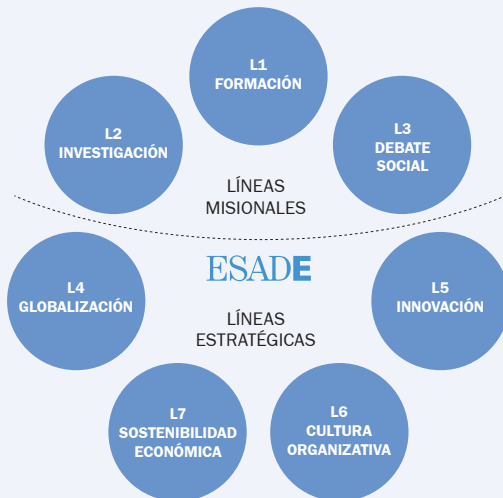 L1
FORMACIÓN
L2
INVESTIGACIÓN
L3
DEBATE
SOCIAL
LÍNEAS
MISIONALES
ESADE
L4
GLOBALIZACIÓN
L5
INNOVACIÓN
LÍNEAS
ESTRATÉGICAS
L7
SOSTENIBILIDAD
ECONÓMICA
L6
CULTURA
ORGANIZATIVA